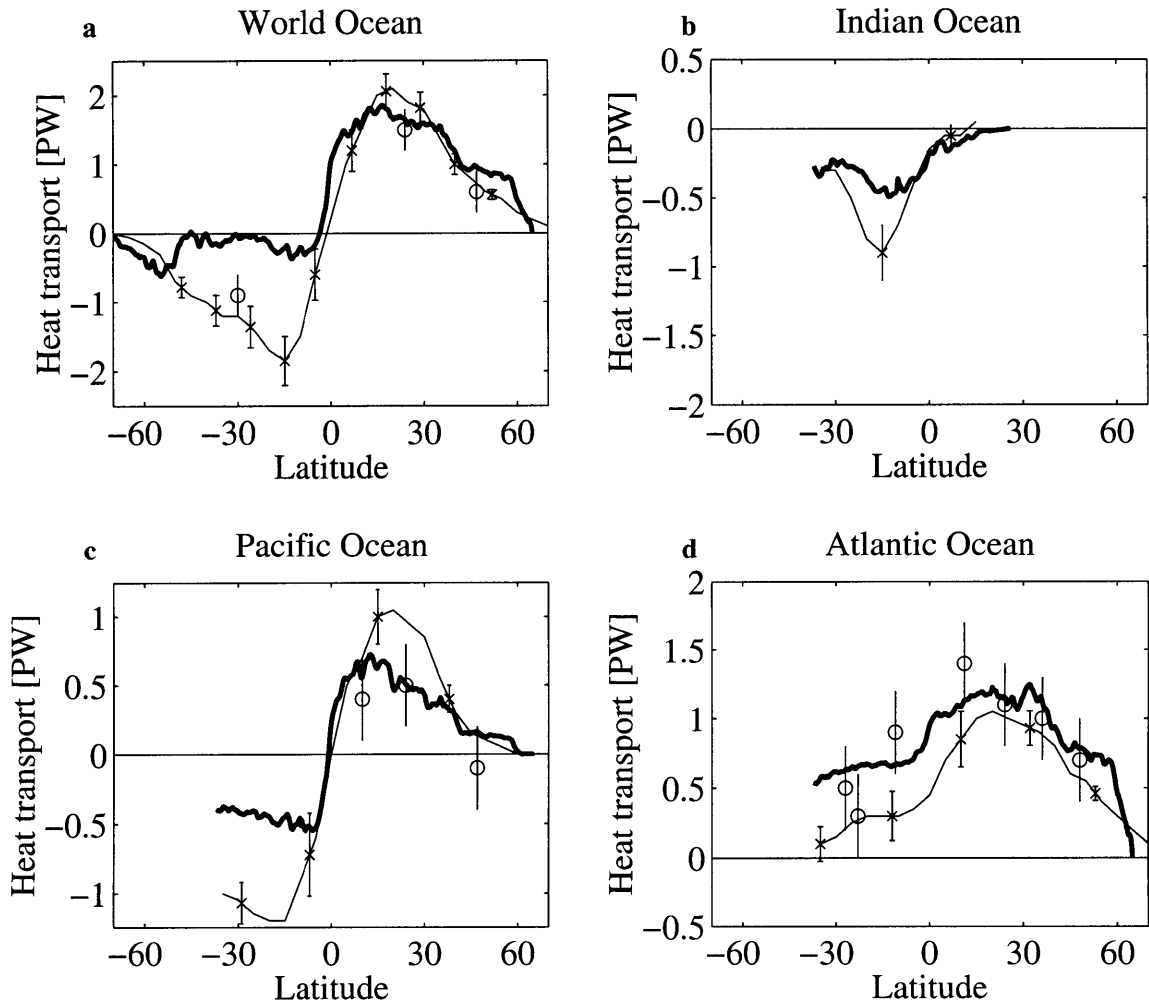 a World Ocean
Heat transport [PW]
2
1
0
−1
−2
−60 −30 0 30 60
Latitude
b Indian Ocean
Heat transport [PW]
0.5
0
−0.5
−1
−1.5
−2
−60 −30 0 30 60
Latitude
c Pacific Ocean
Heat transport [PW]
1
0.5
0
−0.5
−1
−60 −30 0 30 60
Latitude
d Atlantic Ocean
Heat transport [PW]
2
1.5
1
0.5
0
−0.5
−60 −30 0 30 60
Latitude